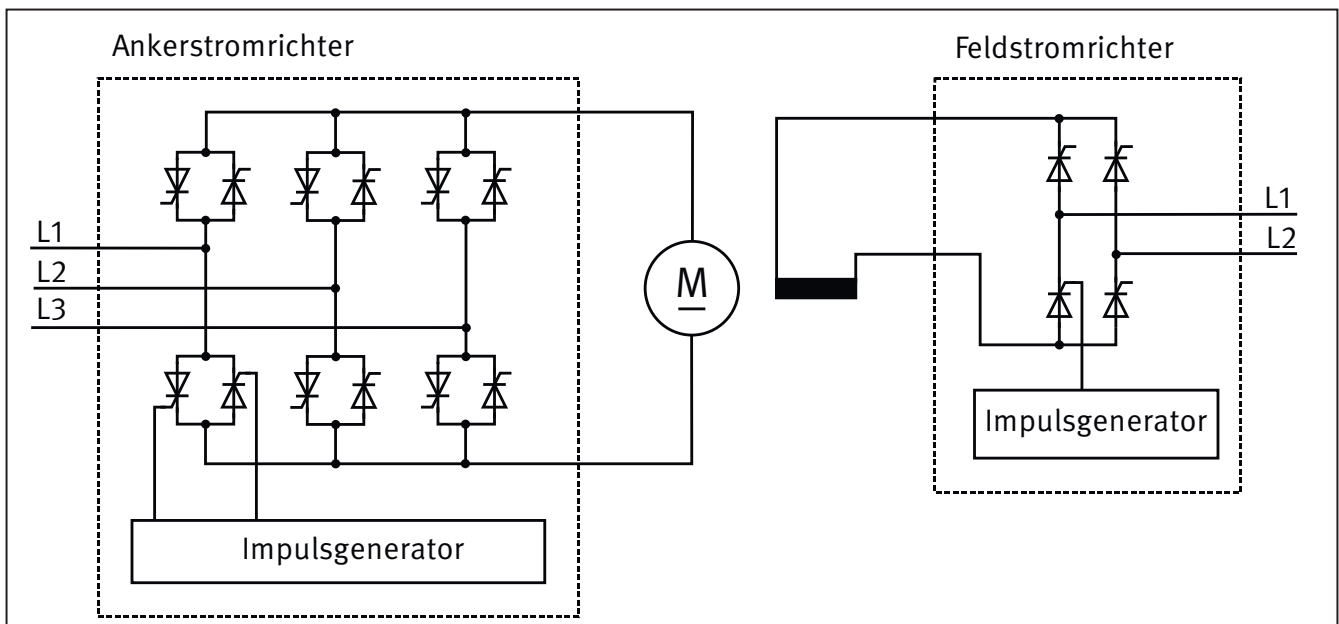 Ankerstromrichter
Feldstromrichter
L1
L2
L3
M
L1
L2
Impulsgenerator
Impulsgenerator